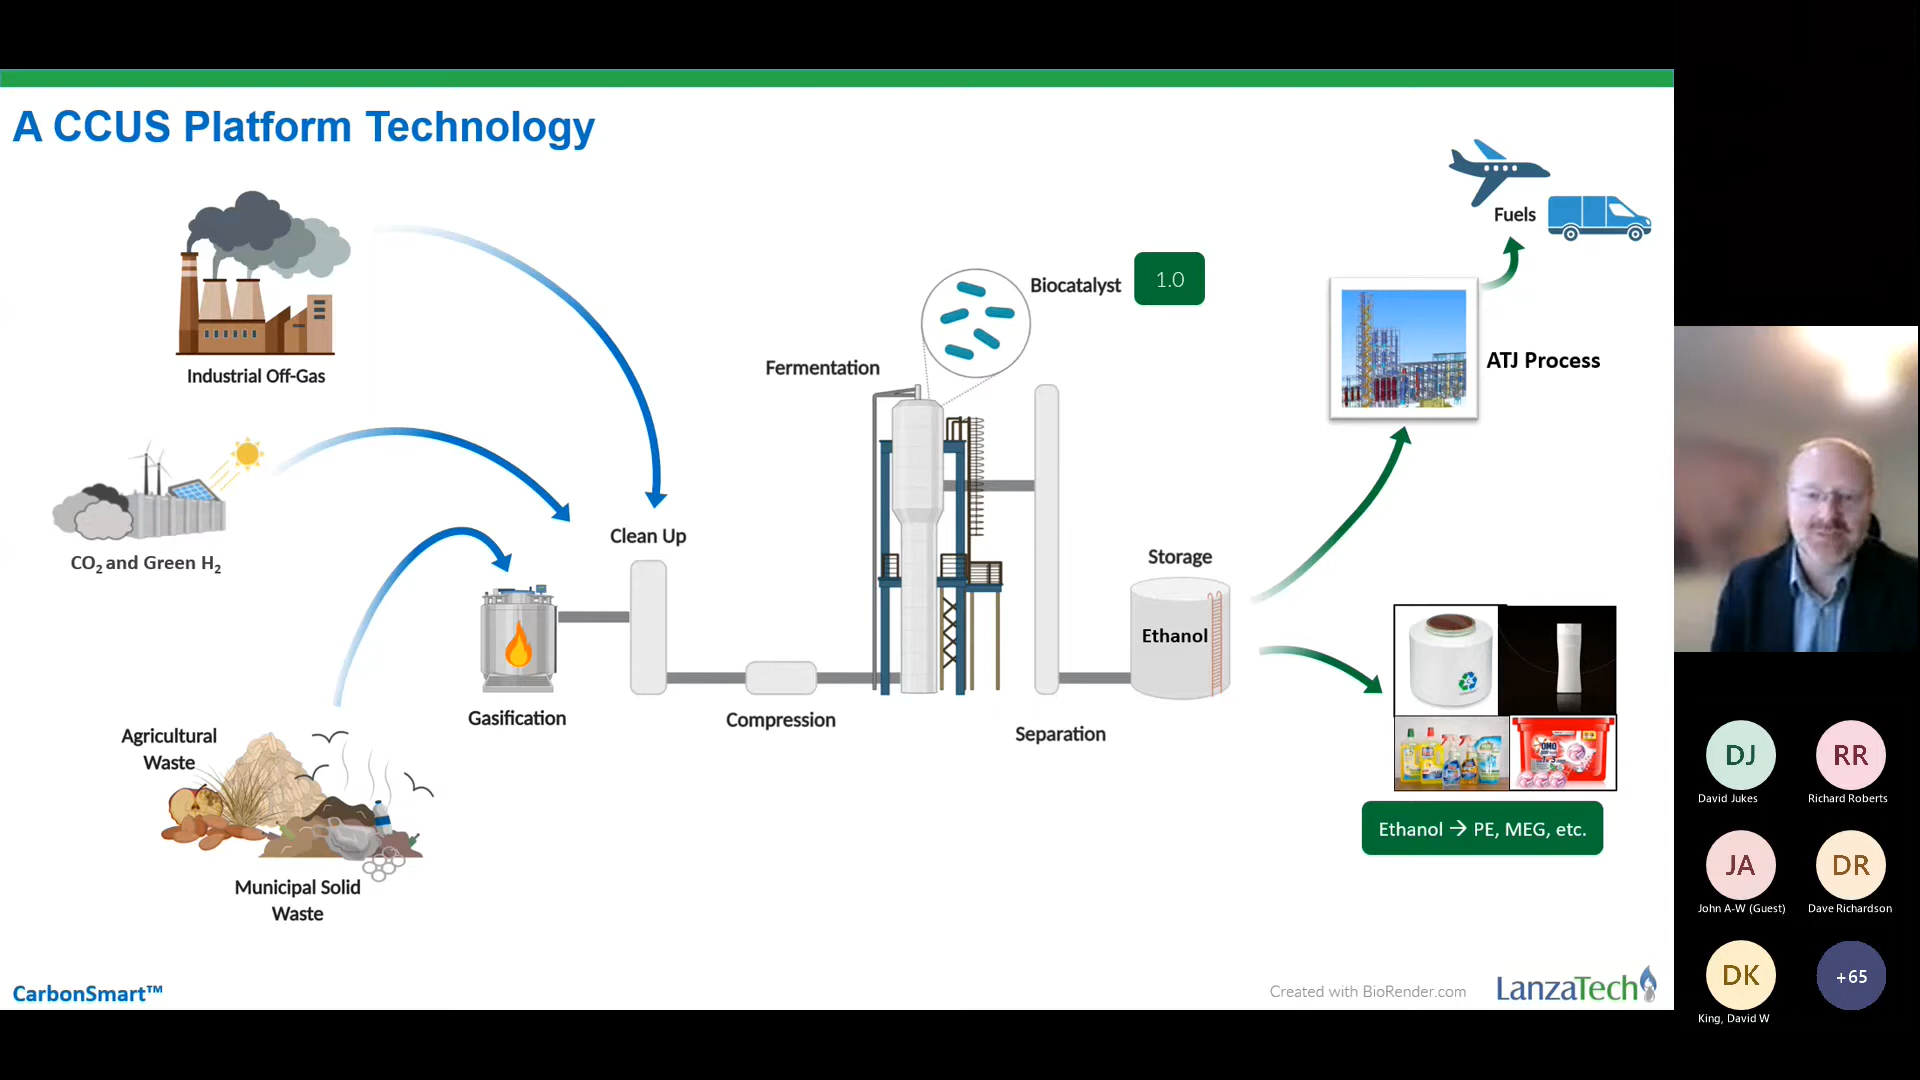 A CCUS Platform Technology
Industrial Off-Gas
CO₂ and Green H₂
Agricultural
Waste
Municipal Solid
Waste
Gasification
Clean Up
Compression
Fermentation
Biocatalyst
1.0
Separation
Storage
Ethanol
ATJ Process
Fuels
OMO
Ethanol → PE, MEG, etc.
CarbonSmart™
Created with BioRender.com
LanzaTech
DJ
David Jukes
RR
Richard Roberts
JA
John A-W (Guest)
DR
Dave Richardson
DK
King, David W
+65